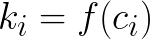 k_i = f(c_i)